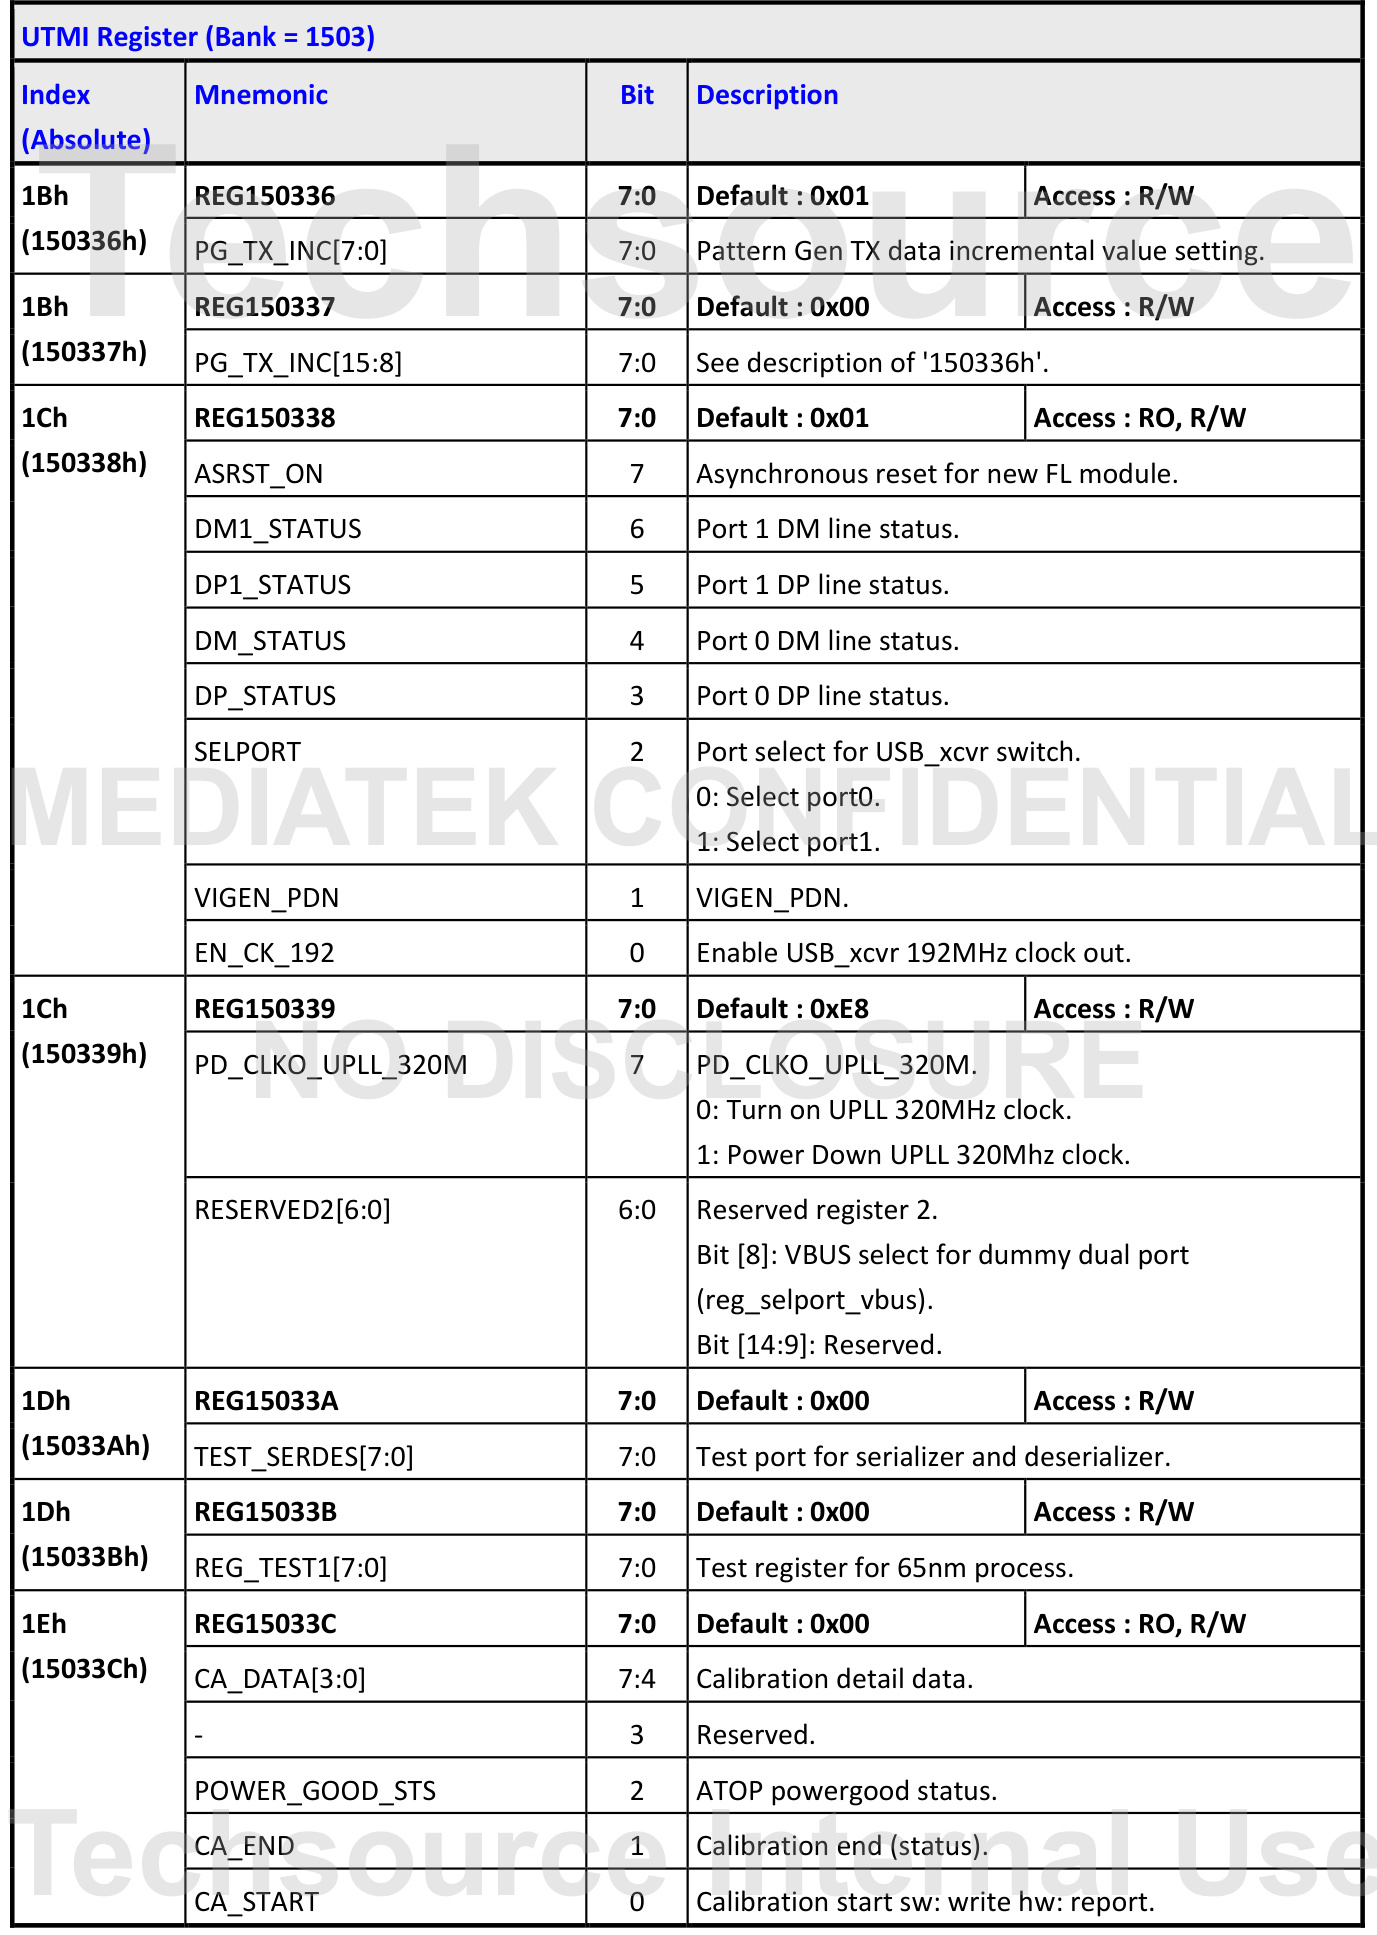 UTMI Register (Bank = 1503)
Index (Absolute) Mnemonic Bit Description
1Bh (150336h) REG150336 7:0 Default : 0x01 Access : R/W
PG_TX_INC[7:0] 7:0 Pattern Gen TX data incremental value setting.
Techsource
1Bh (150337h) REG150337 7:0 Default : 0x00 Access : R/W
PG_TX_INC[15:8] 7:0 See description of '150336h'.
1Ch (150338h) REG150338 7:0 Default : 0x01 Access : RO, R/W
ASRST_ON 7 Asynchronous reset for new FL module.
DM1_STATUS 6 Port 1 DM line status.
DP1_STATUS 5 Port 1 DP line status.
DM_STATUS 4 Port 0 DM line status.
DP_STATUS 3 Port 0 DP line status.
SELPORT 2 Port select for USB_xcvr switch.
0: Select port0.
1: Select port1.
MEDIATEK CONFIDENTIAL
VIGEN_PDN 1 VIGEN_PDN.
EN_CK_192 0 Enable USB_xcvr 192MHz clock out.
1Ch (150339h) REG150339 7:0 Default : 0xE8 Access : R/W
NO DISCLOSURE
PD_CLKO_UPLL_320M 7 PD_CLKO_UPLL_320M.
0: Turn on UPLL 320MHz clock.
1: Power Down UPLL 320Mhz clock.
RESERVED2[6:0] 6:0 Reserved register 2.
Bit [8]: VBUS select for dummy dual port
(reg_selport_vbus).
Bit [14:9]: Reserved.
1Dh (15033Ah) REG15033A 7:0 Default : 0x00 Access : R/W
TEST_SERDES[7:0] 7:0 Test port for serializer and deserializer.
1Dh (15033Bh) REG15033B 7:0 Default : 0x00 Access : R/W
REG_TEST1[7:0] 7:0 Test register for 65nm process.
1Eh (15033Ch) REG15033C 7:0 Default : 0x00 Access : RO, R/W
CA_DATA[3:0] 7:4 Calibration detail data.
- 3 Reserved.
POWER_GOOD_STS 2 ATOP powergood status.
CA_END 1 Calibration end (status).
Techsource Internal Use
CA_START 0 Calibration start sw: write hw: report.